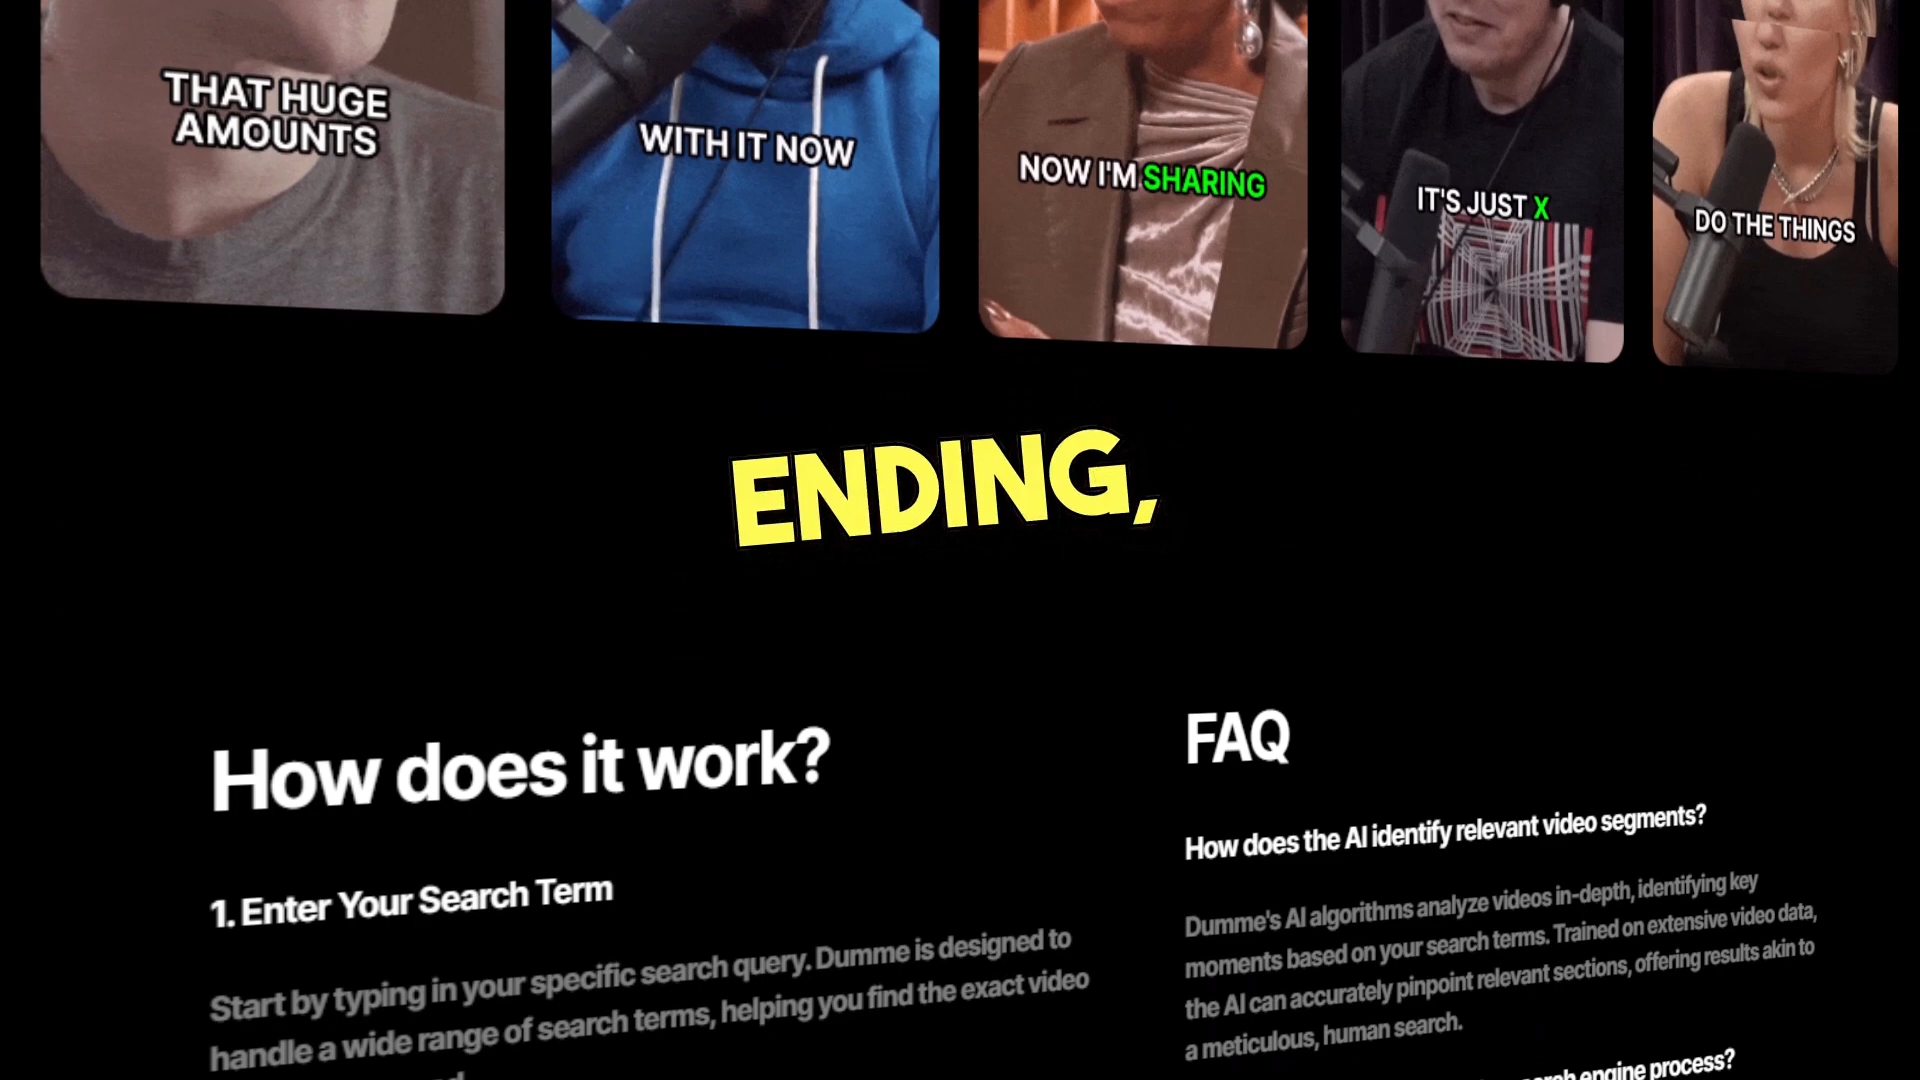 THAT HUGE
AMOUNTS
WITH IT NOW
NOW I'M SHARING
IT'S JUST X
DO THE THINGS
ENDING,
How does it work?
1. Enter Your Search Term
Start by typing in your specific search query. Dumme is designed to
handle a wide range of search terms, helping you find the exact video
FAQ
How does the AI identify relevant video segments?
Dumme's AI algorithms analyze videos in-depth, identifying key
moments based on your search terms. Trained on extensive video data,
the AI can accurately pinpoint relevant sections, offering results akin to
a meticulous, human search.
engine process?